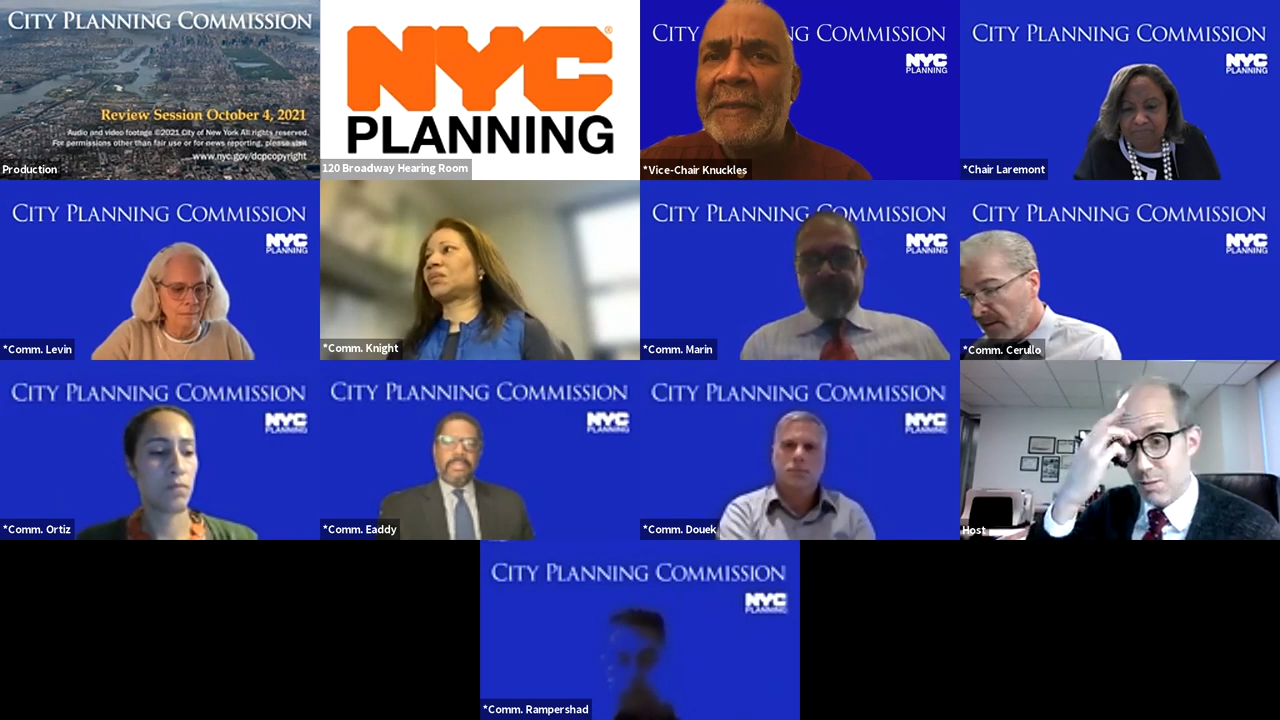 CITY PLANNING COMMISSION
Review Session October 4, 2021
Audio and video footage ©2021 City of New York All rights reserved.
For permissions other than fair use or for news reporting, please visit
www.nyc.gov/dcpcopyright
Production
NYC®
PLANNING
120 Broadway Hearing Room
CITY PLANNING COMMISSION
NYC
PLANNING
*Vice-Chair Knuckles
CITY PLANNING COMMISSION
NYC
PLANNING
*Chair Laremont
CITY PLANNING COMMISSION
NYC
PLANNING
*Comm. Levin
*Comm. Knight
CITY PLANNING COMMISSION
NYC
PLANNING
*Comm. Marin
CITY PLANNING COMMISSION
NYC
PLANNING
*Comm. Cerullo
CITY PLANNING COMMISSION
NYC
PLANNING
*Comm. Ortiz
CITY PLANNING COMMISSION
NYC
PLANNING
*Comm. Eaddy
CITY PLANNING COMMISSION
NYC
PLANNING
*Comm. Douek
Host
CITY PLANNING COMMISSION
NYC
PLANNING
*Comm. Rampershad